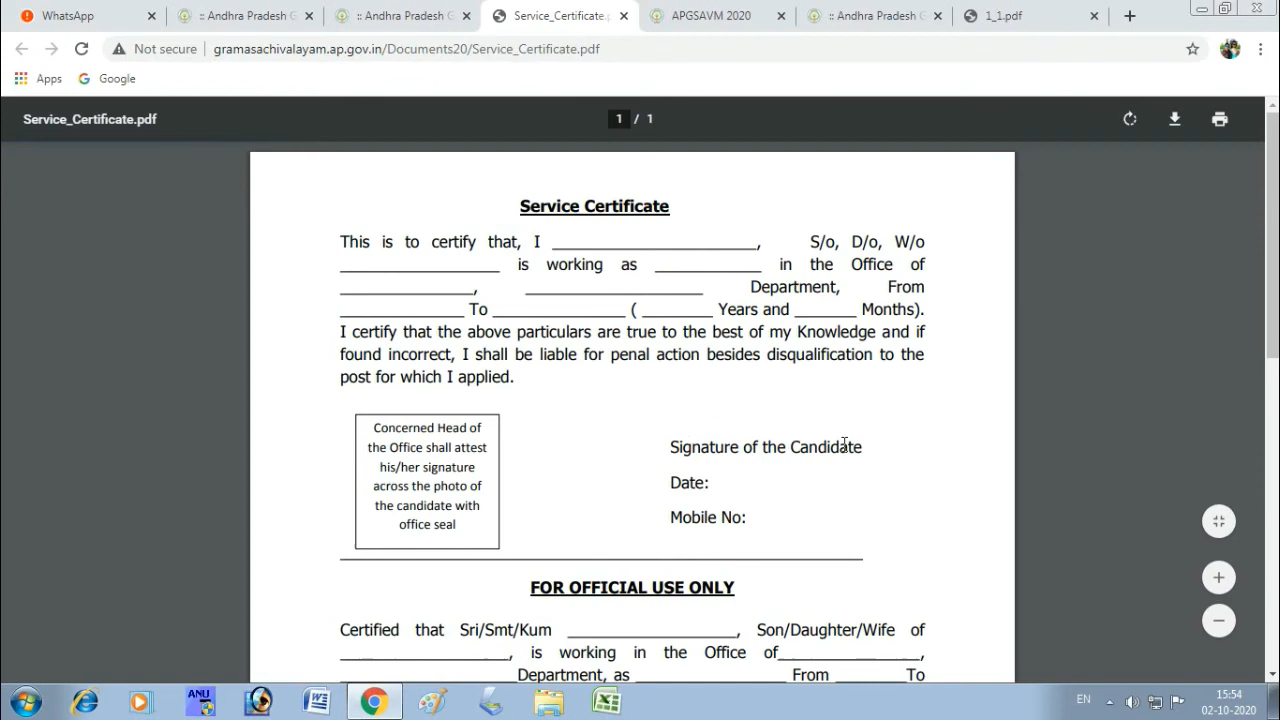 WhatsApp
:: Andhra Pradesh G
:: Andhra Pradesh G
Service_Certificate.p
APGSAVM 2020
:: Andhra Pradesh G
1_1.pdf
Not secure
gramasachivalayam.ap.gov.in/Documents20/Service_Certificate.pdf
Apps
Google
Service_Certificate.pdf
1 / 1
Service Certificate
This is to certify that, I ________________________, S/o, D/o, W/o
__________________ is working as ____________ in the Office of
_______________, ____________________ Department, From
______________ To _______________ ( ________ Years and _______ Months).
I certify that the above particulars are true to the best of my Knowledge and if
found incorrect, I shall be liable for penal action besides disqualification to the
post for which I applied.
Concerned Head of
the Office shall attest
his/her signature
across the photo of
the candidate with
office seal
Signature of the Candidate
Date:
Mobile No:
FOR OFFICIAL USE ONLY
Certified that Sri/Smt/Kum ___________________, Son/Daughter/Wife of
___________________, is working in the Office of________________,
____________________Department, as _________________ From ________To
ANU
EN
15:54
02-10-2020